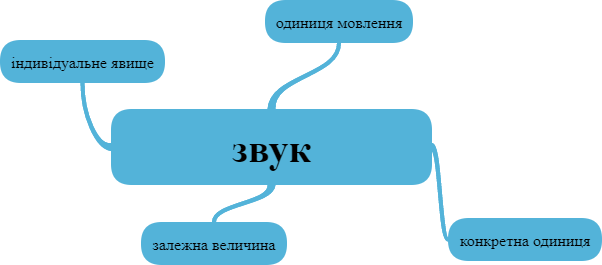 одиниця мовлення
індивідуальне явище
звук
залежна величина
конкретна одиниця